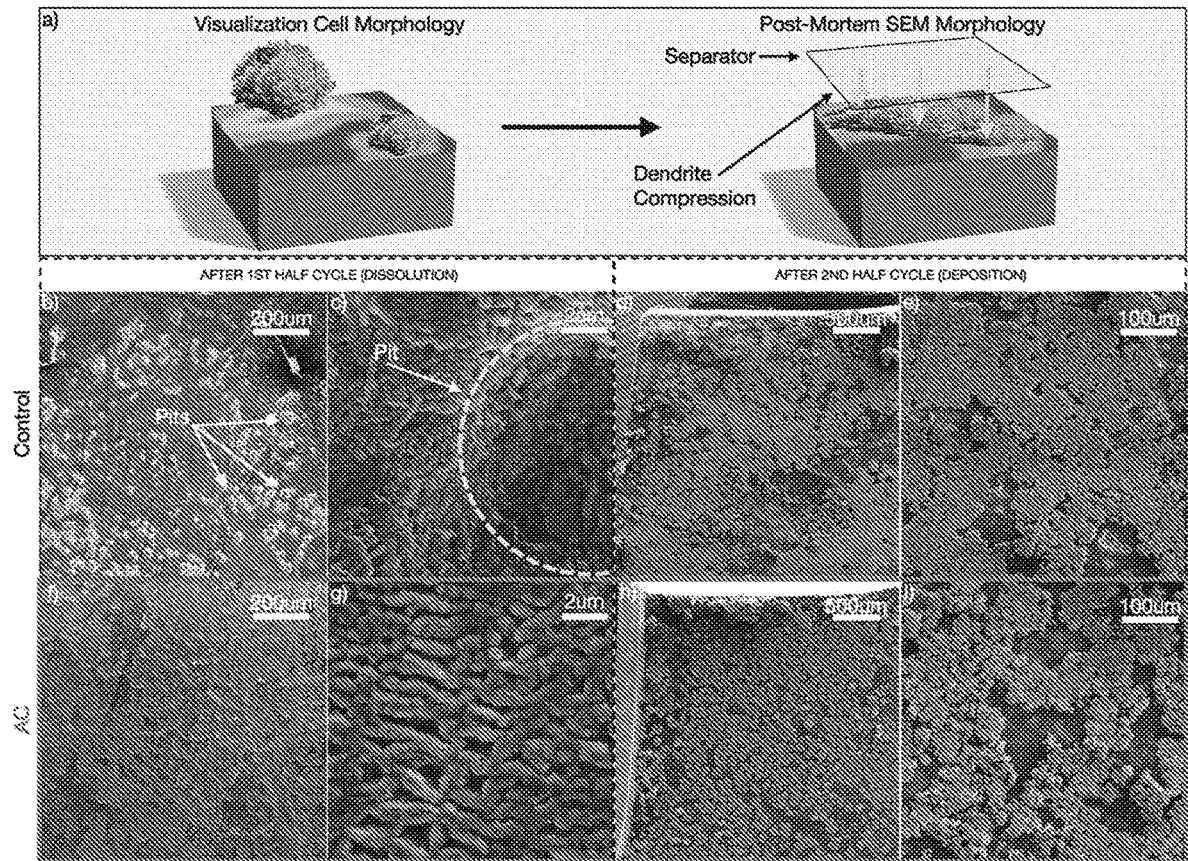 a)
Visualization Cell Morphology
Post-Mortem SEM Morphology
Separator
Dendrite
Compression
AFTER 1ST HALF CYCLE (DISSOLUTION)
AFTER 2ND HALF CYCLE (DEPOSITION)
Control
b)
200um
Pits
c)
Pit
d)
500um
e)
100um
AC
f)
200um
g)
2um
h)
500um
i)
100um